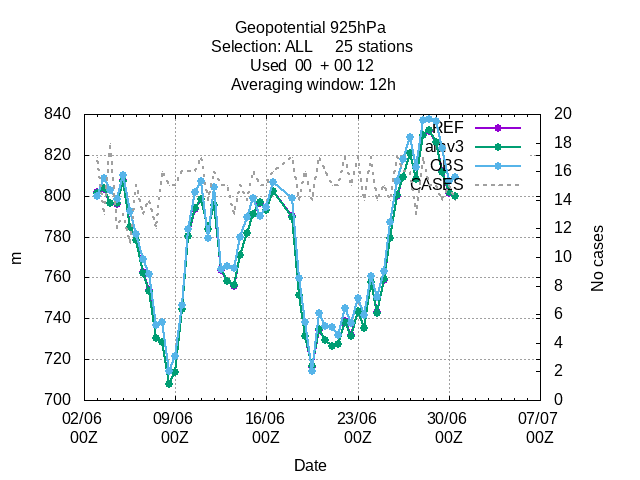 Geopotential 925hPa
Selection: ALL 25 stations
Used 00 + 00 12
Averaging window: 12h
840
820
800
780
760
740
720
700
m
20
18
16
14
12
10
8
6
4
2
0
No cases
REF
OBS
CASES
02/06 09/06 16/06 23/06 30/06 07/07
00Z 00Z 00Z 00Z 00Z 00Z
Date